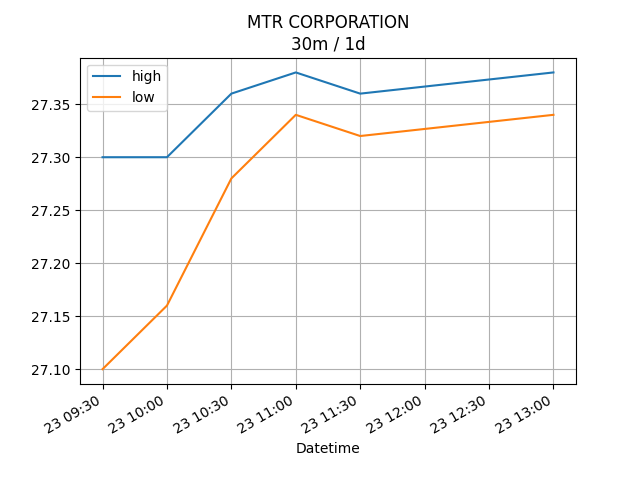 MTR CORPORATION
30m / 1d
high
low
27.35
27.30
27.25
27.20
27.15
27.10
23 09:30
23 10:00
23 10:30
23 11:00
23 11:30
23 12:00
23 12:30
23 13:00
Datetime